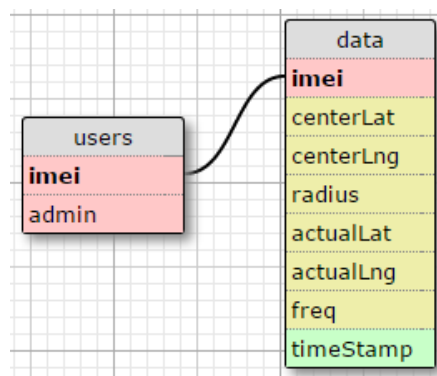 users
imei
admin
data
imei
centerLat
centerLng
radius
actualLat
actualLng
freq
timeStamp